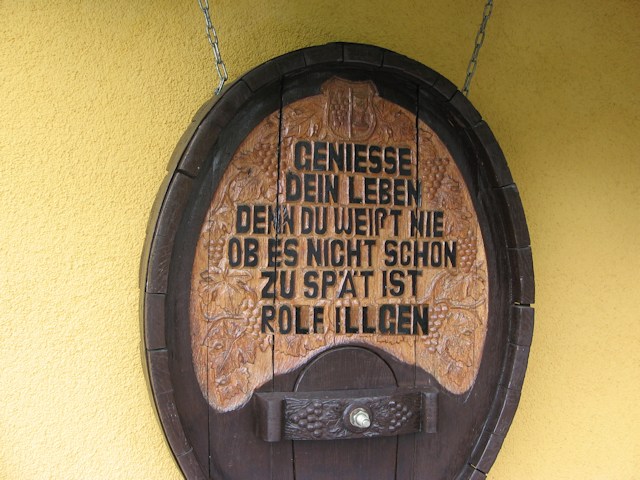 GENIESSE
DEIN LEBEN
DENN DU WEIßT NIE
OB ES NICHT SCHON
ZU SPÄT IST
ROLF ILLGEN